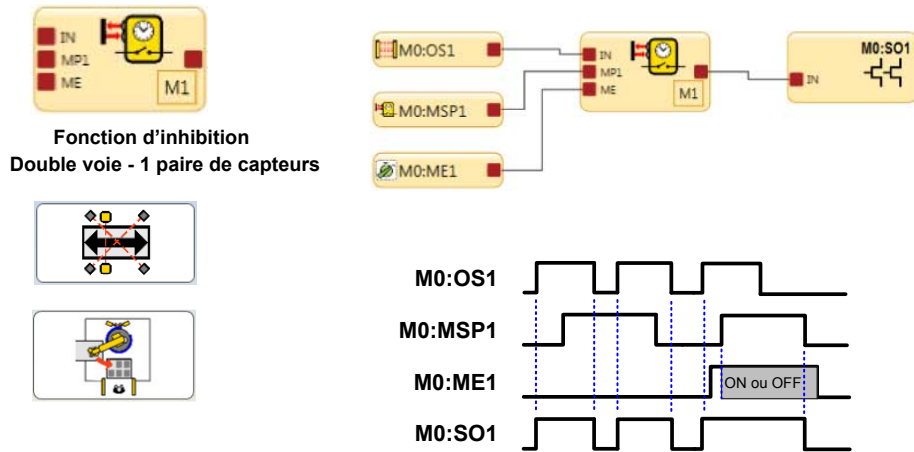 IN
MP1
ME
M1
Fonction d'inhibition
Double voie - 1 paire de capteurs
M0:OS1
M0:MSP1
M0:ME1
IN
MP1
ME
M1
M0:SO1
IN
M0:OS1
M0:MSP1
M0:ME1
ON ou OFF
M0:SO1